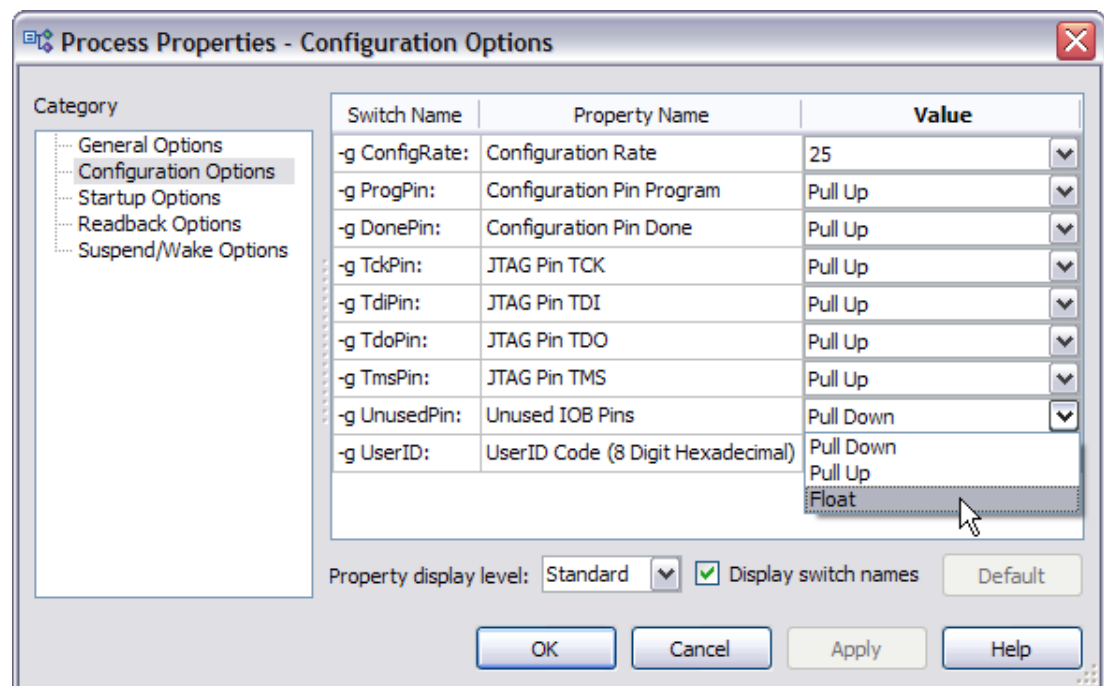 Process Properties - Configuration Options
Category
General Options
Configuration Options
Startup Options
Readback Options
Suspend/Wake Options
Switch Name Property Name Value
-g ConfigRate: Configuration Rate 25
-g ProgPin: Configuration Pin Program Pull Up
-g DonePin: Configuration Pin Done Pull Up
-g TckPin: JTAG Pin TCK Pull Up
-g TdiPin: JTAG Pin TDI Pull Up
-g TdoPin: JTAG Pin TDO Pull Up
-g TmsPin: JTAG Pin TMS Pull Up
-g UnusedPin: Unused IOB Pins Pull Down
-g UserID: UserID Code (8 Digit Hexadecimal) Pull Down
Pull Up
Float
Property display level: Standard Display switch names Default
OK Cancel Apply Help